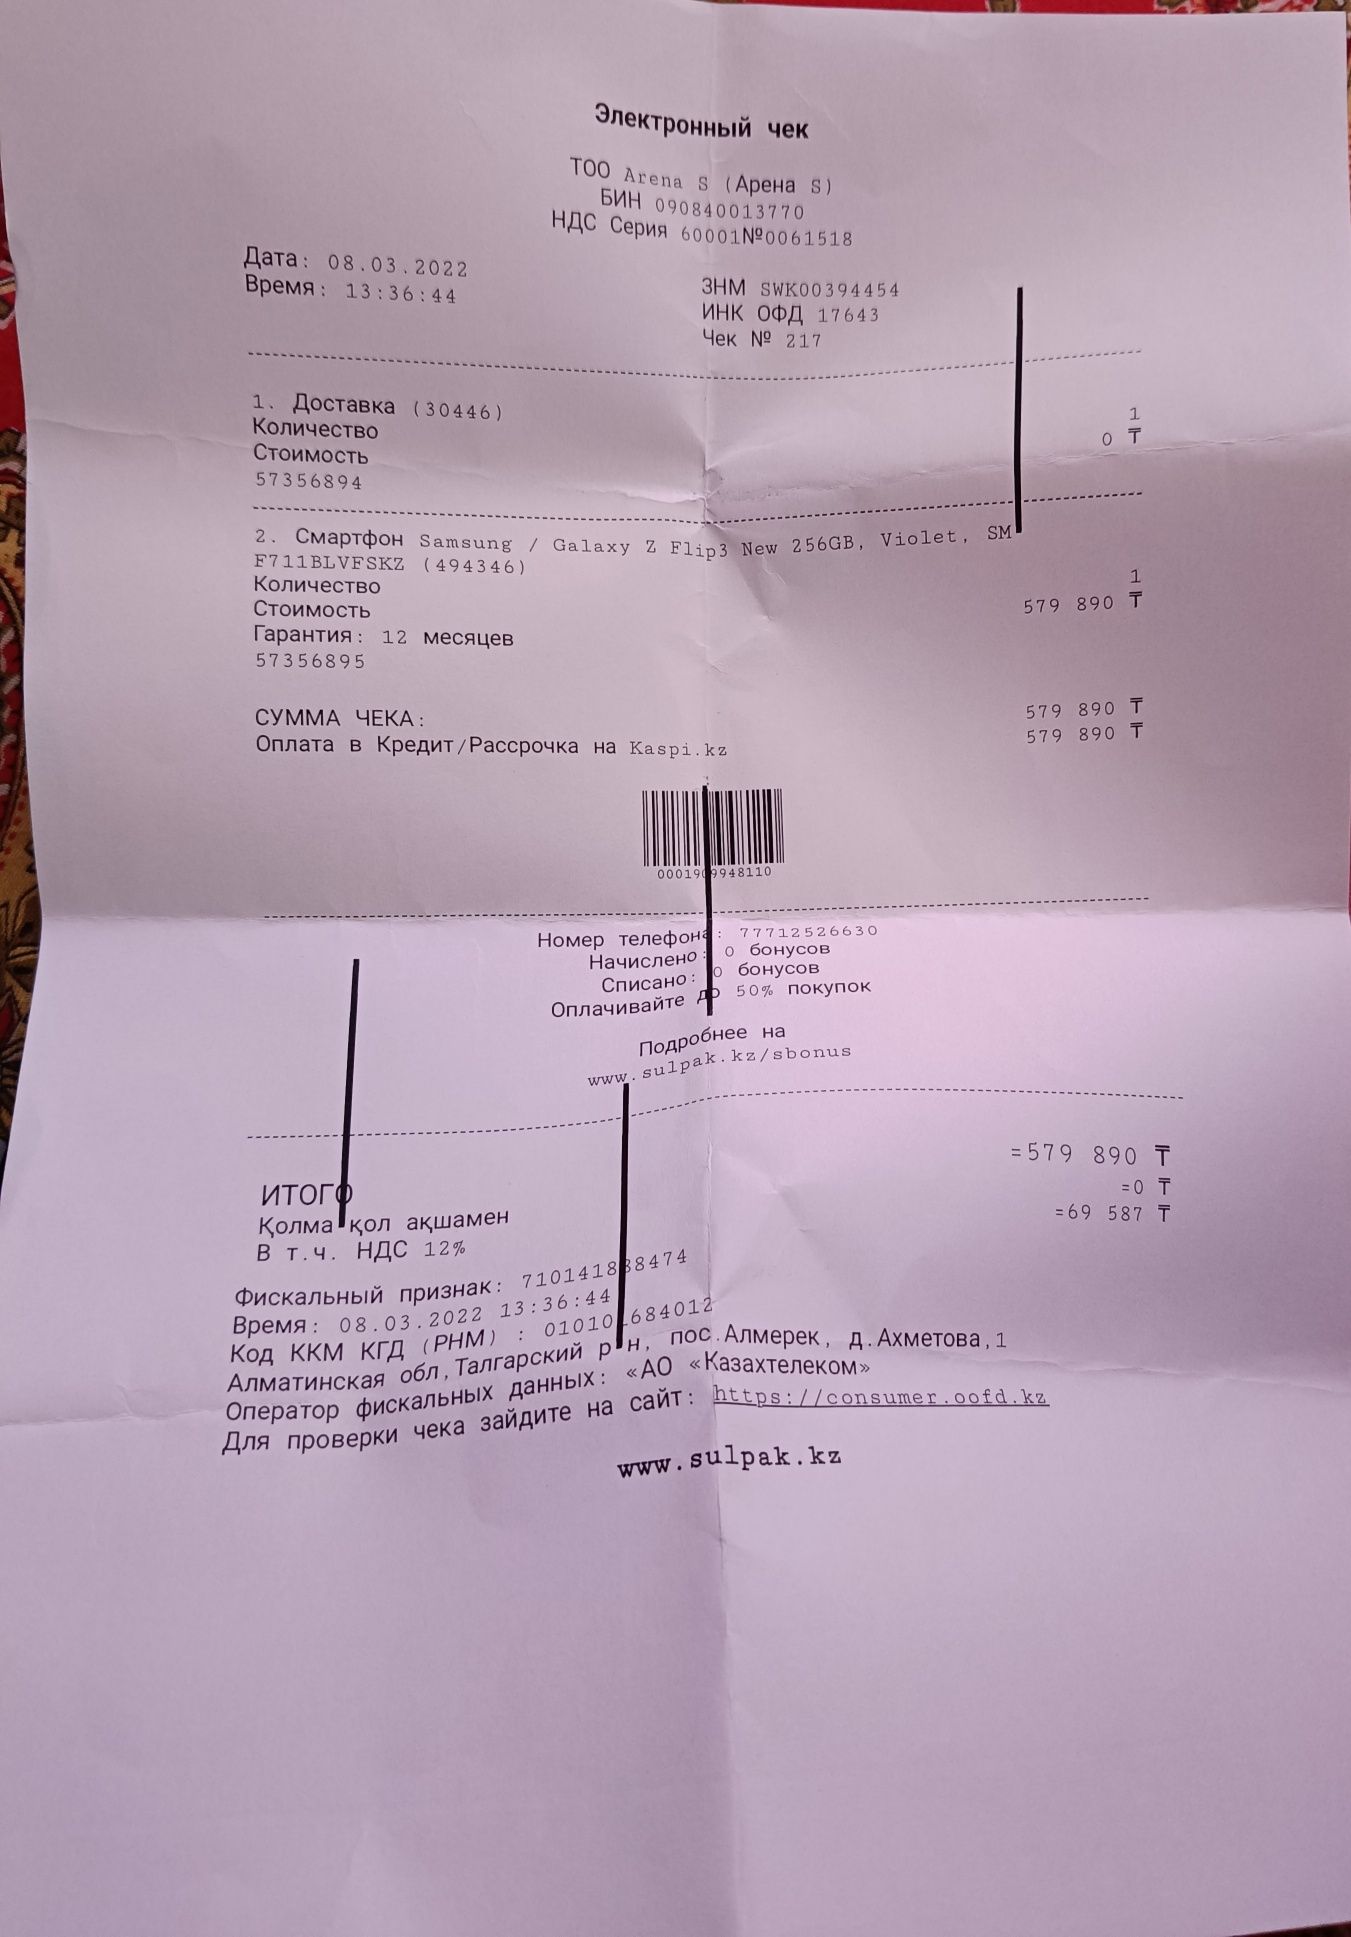 Электронный чек
ТОО Arena S (Арена S)
БИН 090840013770
НДС Серия 60001№0061518
Дата: 08.03.2022
Время: 13:36:44
ЗНМ SWK00394454
ИНК ОФД 17643
Чек № 217
1. Доставка (30446)
Количество 1
Стоимость 0 ₸
57356894
2. Смартфон Samsung / Galaxy Z Flip3 New 256GB, Violet, SM
F711BLVFSKZ (494346)
Количество 1
Стоимость 579 890 ₸
Гарантия: 12 месяцев
57356895
СУММА ЧЕКА: 579 890 ₸
Оплата в Кредит/Рассрочка на Kaspi.kz 579 890 ₸
Номер телефона: 77712526630
Начислено: 0 бонусов
Списано: 0 бонусов
Оплачивайте до 50% покупок
Подробнее на
www.sulpak.kz/sbonus
ИТОГО =579 890 ₸
Қолма қол ақшамен =0 ₸
В т.ч. НДС 12% =69 587 ₸
Фискальный признак:
Время: 08.03.2022 13:36:44
Код ККМ КГД (РНМ) :
Алматинская обл,Талгарский р н, пос.Алмерек, д.Ахметова,1
Оператор фискальных данных: «АО «Казахтелеком»
Для проверки чека зайдите на сайт: https://consumer.oofd.kz
www.sulpak.kz